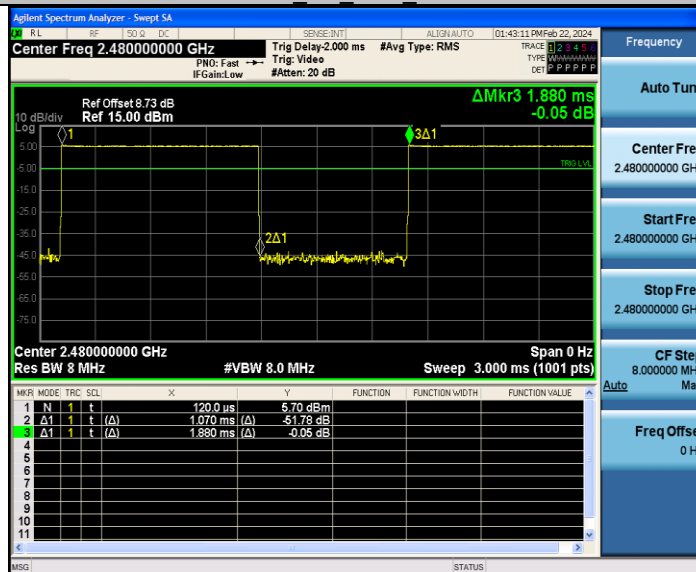 Agilent Spectrum Analyzer - Swept SA
RL RF 50 Ω DC SENSE:INT ALIGN AUTO 01:43:11 PM Feb 22, 2024
Center Freq 2.480000000 GHz Trig Delay-2.000 ms #Avg Type: RMS TRACE 1 2 3 4 5 6
PNO: Fast Trig: Video TYPE
IFGain:Low #Atten: 20 dB DET P P P P P P
Frequency
Auto Tun
Center Fre
2.480000000 GH
Start Fre
2.480000000 GH
Stop Fre
2.480000000 GH
CF Ste
8.000000 MH
Auto Ma
Freq Offse
0 H
ΔMkr3 1.880 ms
-0.05 dB
Ref Offset 8.73 dB
10 dB/div Ref 15.00 dBm
Log
1 3Δ1
5.00
-5.00 TRIG LVL
-15.0
-25.0
2Δ1
-35.0
-45.0
-55.0
-65.0
-75.0
Center 2.480000000 GHz Span 0 Hz
Res BW 8 MHz #VBW 8.0 MHz Sweep 3.000 ms (1001 pts)
MKR MODE TRC SCL X Y FUNCTION FUNCTION WIDTH FUNCTION VALUE
1 N 1 t 120.0 µs 5.70 dBm
2 Δ1 1 t (Δ) 1.070 ms (Δ) -51.78 dB
3 Δ1 1 t (Δ) 1.880 ms (Δ) -0.05 dB
4
5
6
7
8
9
10
11
MSG STATUS